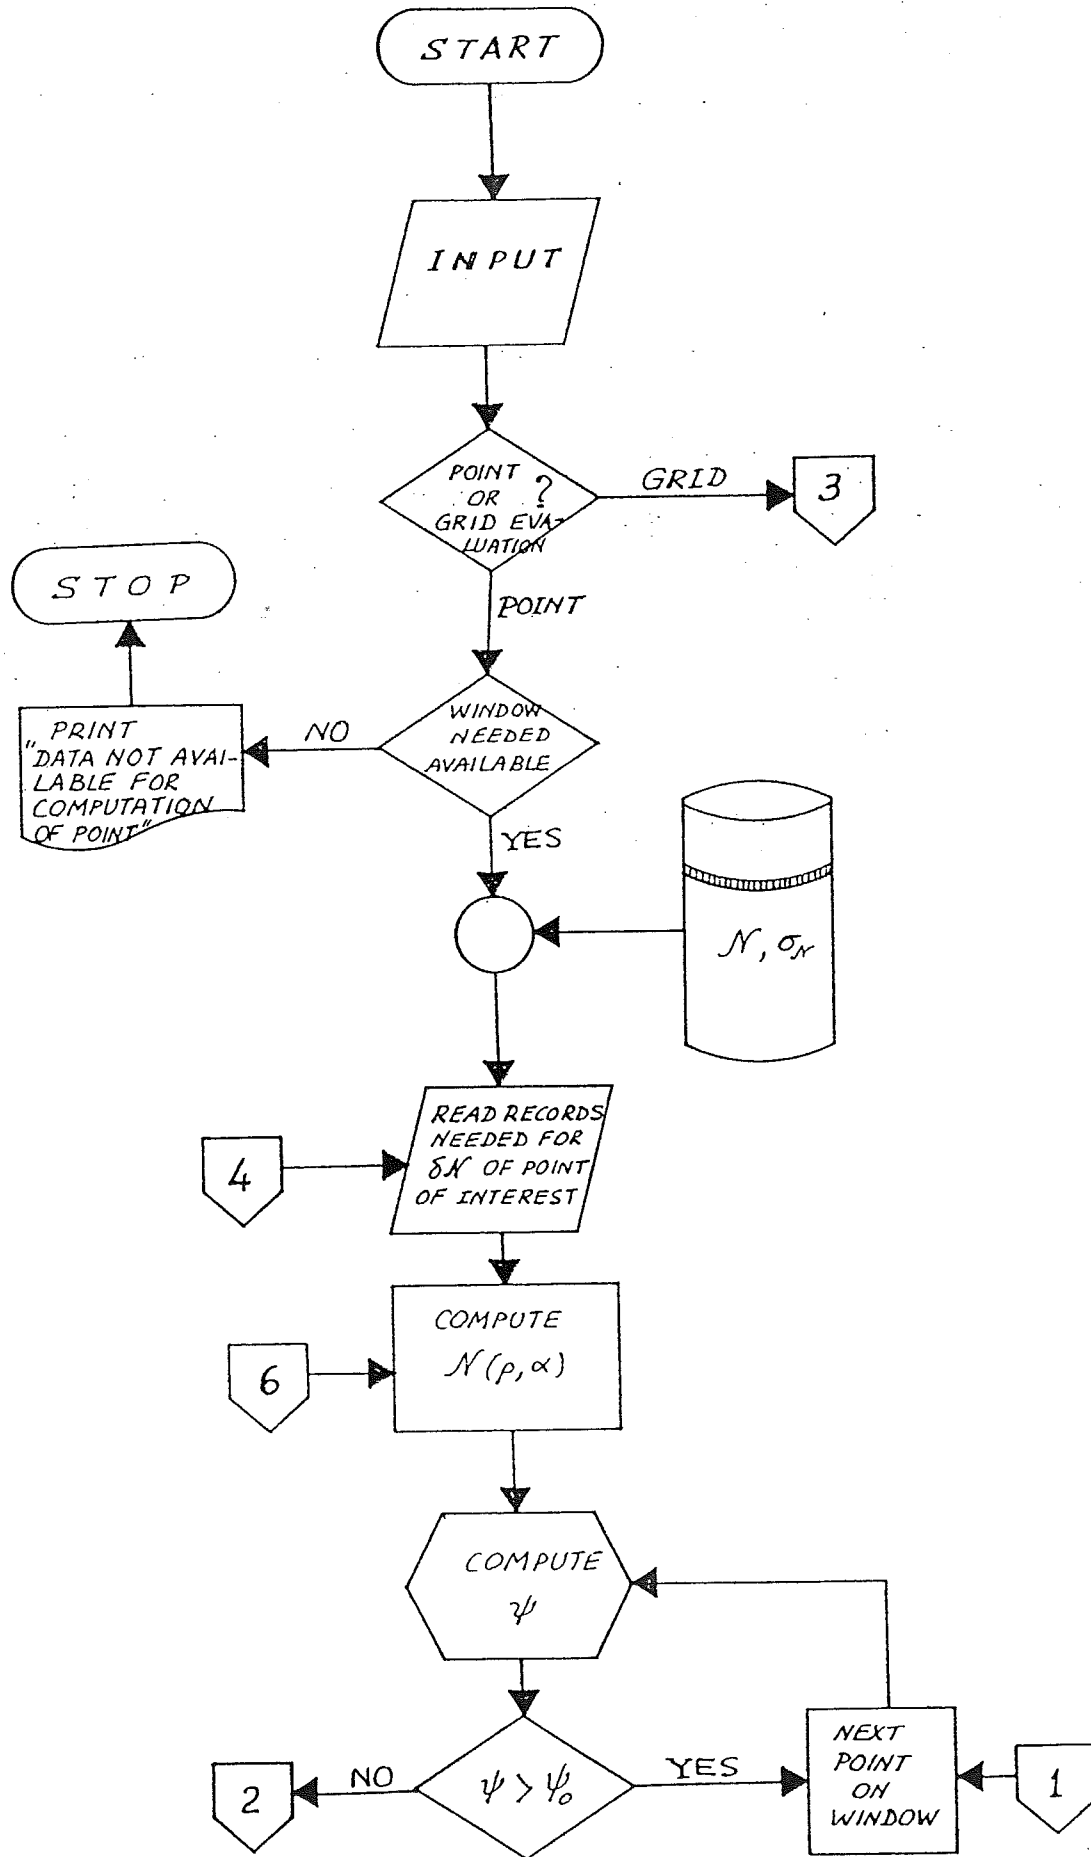 START
INPUT
POINT
OR ?
GRID EVA-
LUATION
GRID
3
STOP
POINT
PRINT
"DATA NOT AVAI-
LABLE FOR
COMPUTATION
OF POINT"
NO
WINDOW
NEEDED
AVAILABLE
YES
N, σ_N
READ RECORDS
NEEDED FOR
δN OF POINT
OF INTEREST
4
COMPUTE
N(ρ,α)
6
COMPUTE
ψ
2
NO
ψ > ψ₀
YES
NEXT
POINT
ON
WINDOW
1